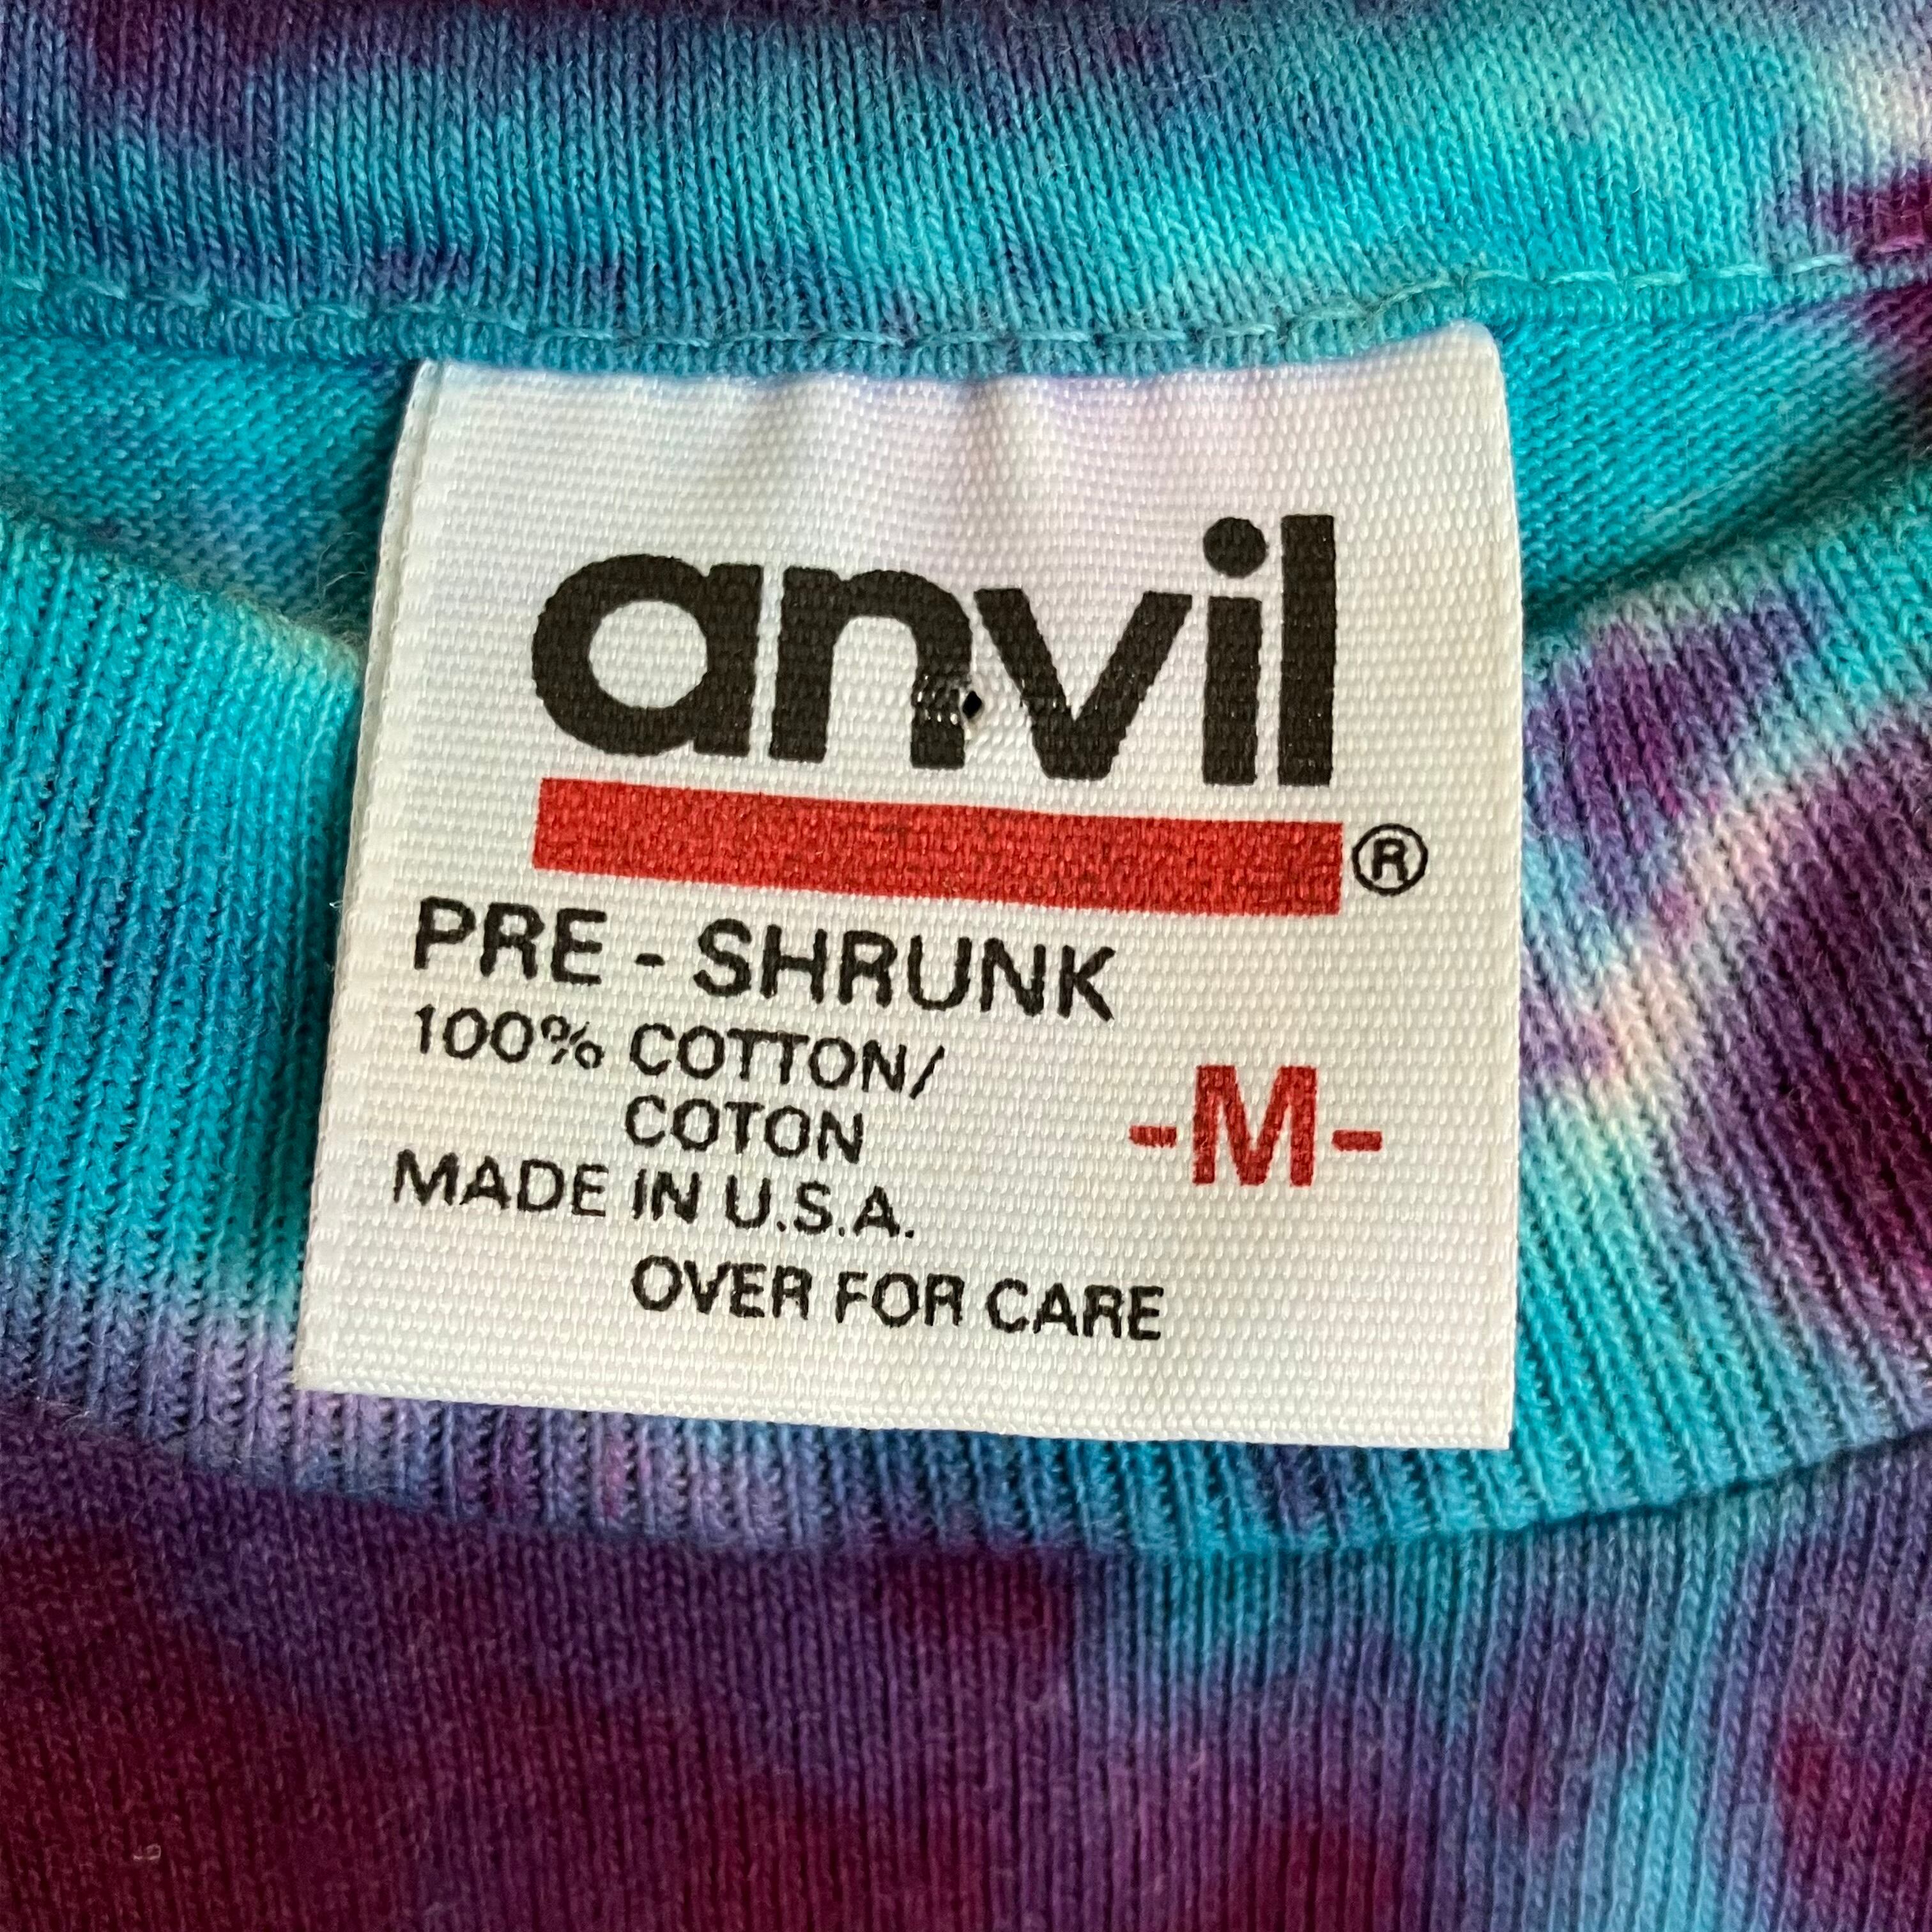 anvil®
PRE - SHRUNK
100% COTTON/
COTON
-M-
MADE IN U.S.A.
OVER FOR CARE